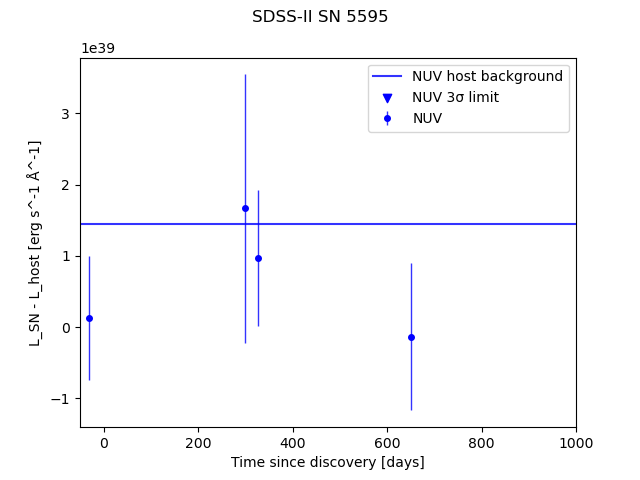 SDSS-II SN 5595
1e39
NUV host background
NUV 3σ limit
NUV
3
2
1
0
−1
L_SN - L_host [erg s^-1 Å^-1]
0 200 400 600 800 1000
Time since discovery [days]